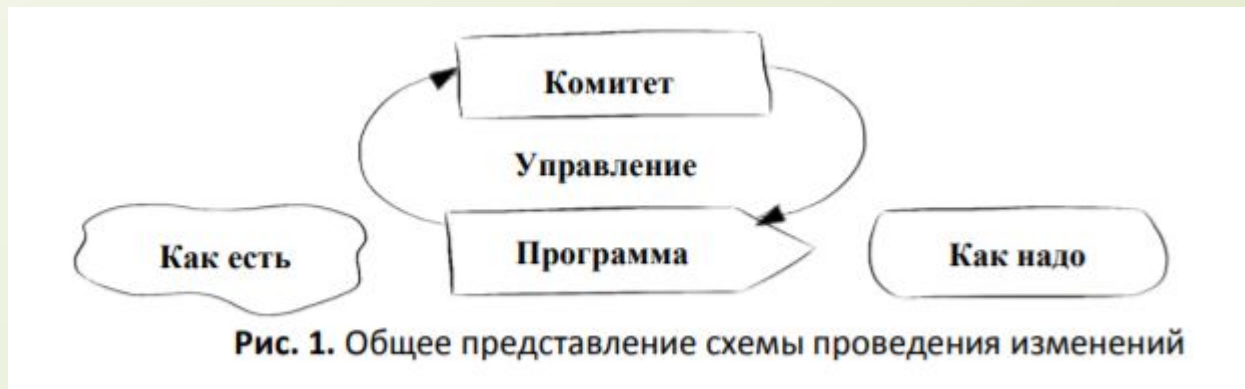 Комитет
Управление
Как есть
Программа
Как надо
Рис. 1. Общее представление схемы проведения изменений